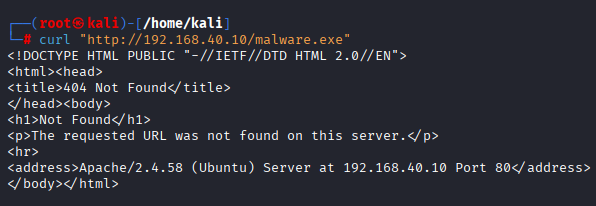 ┌──(root㉿kali)-[/home/kali]
└─# curl "http://192.168.40.10/malware.exe"
<!DOCTYPE HTML PUBLIC "-//IETF//DTD HTML 2.0//EN">
<html><head>
<title>404 Not Found</title>
</head><body>
<h1>Not Found</h1>
<p>The requested URL was not found on this server.</p>
<hr>
<address>Apache/2.4.58 (Ubuntu) Server at 192.168.40.10 Port 80</address>
</body></html>